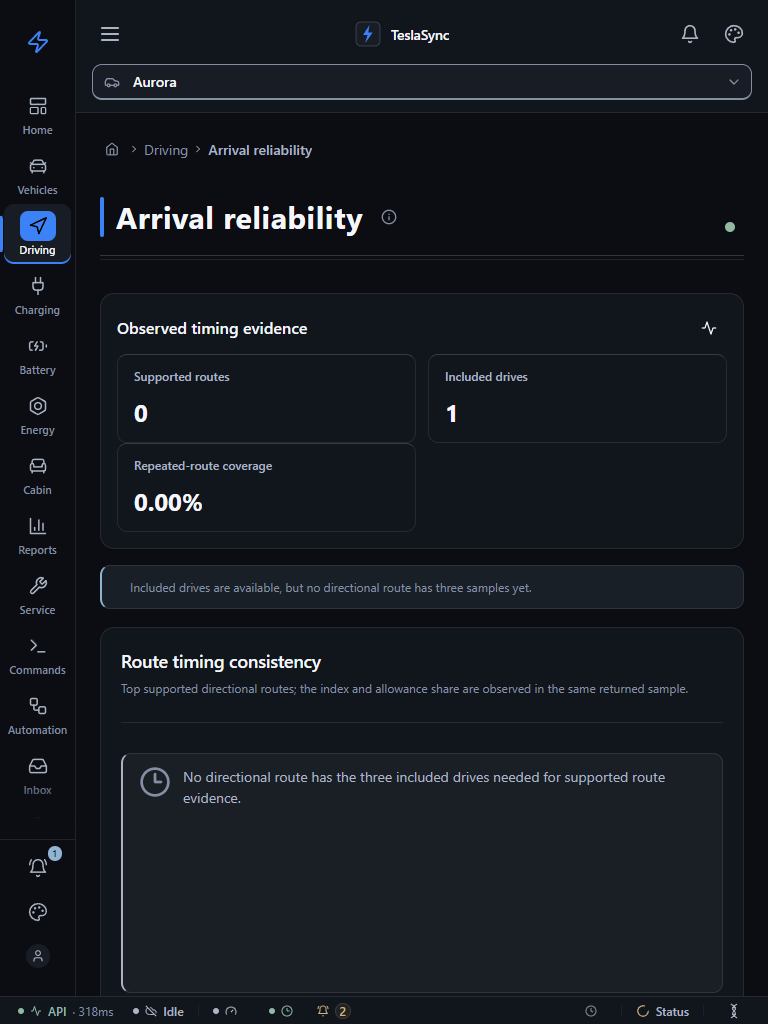 TeslaSync
Aurora
Home
Vehicles
Driving
Charging
Battery
Energy
Cabin
Reports
Service
Commands
Automation
Inbox
1
Driving > Arrival reliability
Arrival reliability
Observed timing evidence
Supported routes
0
Included drives
1
Repeated-route coverage
0.00%
Included drives are available, but no directional route has three samples yet.
Route timing consistency
Top supported directional routes; the index and allowance share are observed in the same returned sample.
No directional route has the three included drives needed for supported route
evidence.
API · 318ms
Idle
2
Status